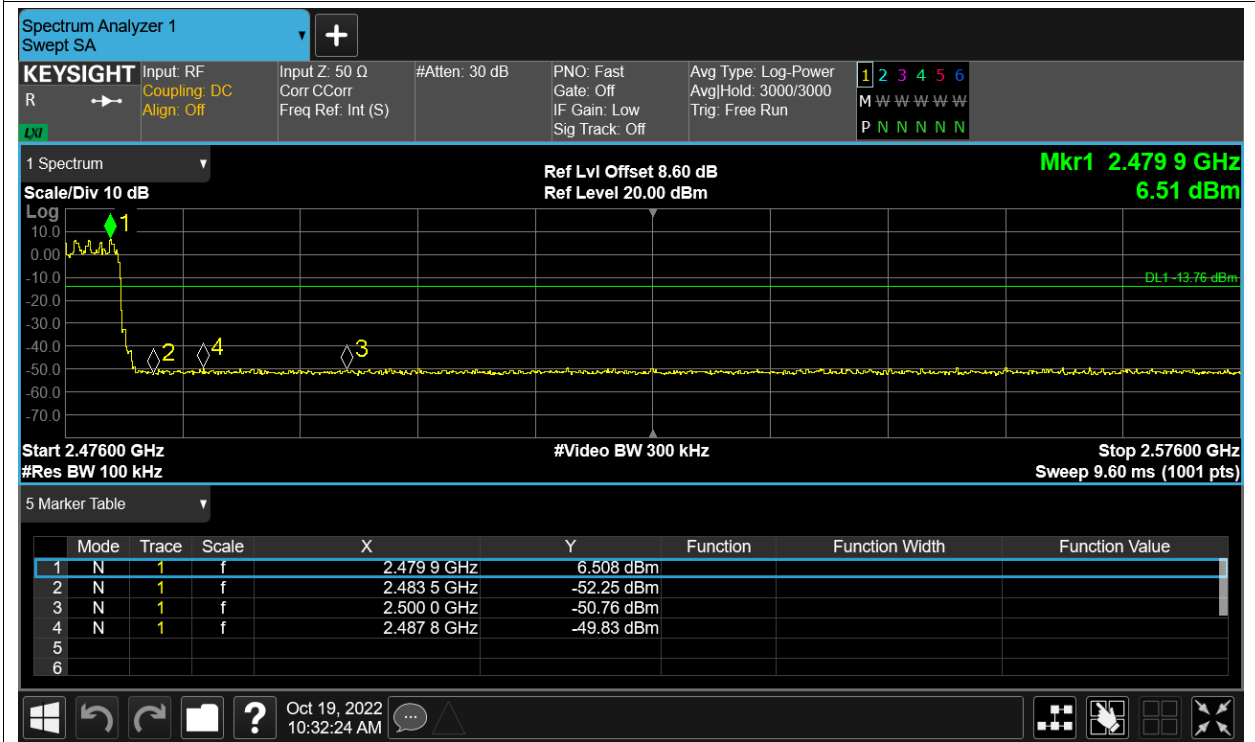 Spectrum Analyzer 1
Swept SA
+
KEYSIGHT Input: RF Input Z: 50 Ω #Atten: 30 dB PNO: Fast Avg Type: Log-Power 1 2 3 4 5 6
R Coupling: DC Corr CCorr Gate: Off Avg|Hold: 3000/3000 M W W W W W
Align: Off Freq Ref: Int (S) IF Gain: Low Trig: Free Run
LXI Sig Track: Off P N N N N N
1 Spectrum Ref Lvl Offset 8.60 dB Mkr1 2.479 9 GHz
Scale/Div 10 dB Ref Level 20.00 dBm 6.51 dBm
Log
1
10.0
0.00
-10.0 DL1 -13.76 dBm
-20.0
-30.0
-40.0
2 4 3
-50.0
-60.0
-70.0
Start 2.47600 GHz #Video BW 300 kHz Stop 2.57600 GHz
#Res BW 100 kHz Sweep 9.60 ms (1001 pts)
5 Marker Table
Mode Trace Scale X Y Function Function Width Function Value
1 N 1 f 2.479 9 GHz 6.508 dBm
2 N 1 f 2.483 5 GHz -52.25 dBm
3 N 1 f 2.500 0 GHz -50.76 dBm
4 N 1 f 2.487 8 GHz -49.83 dBm
5
6
? Oct 19, 2022
10:32:24 AM